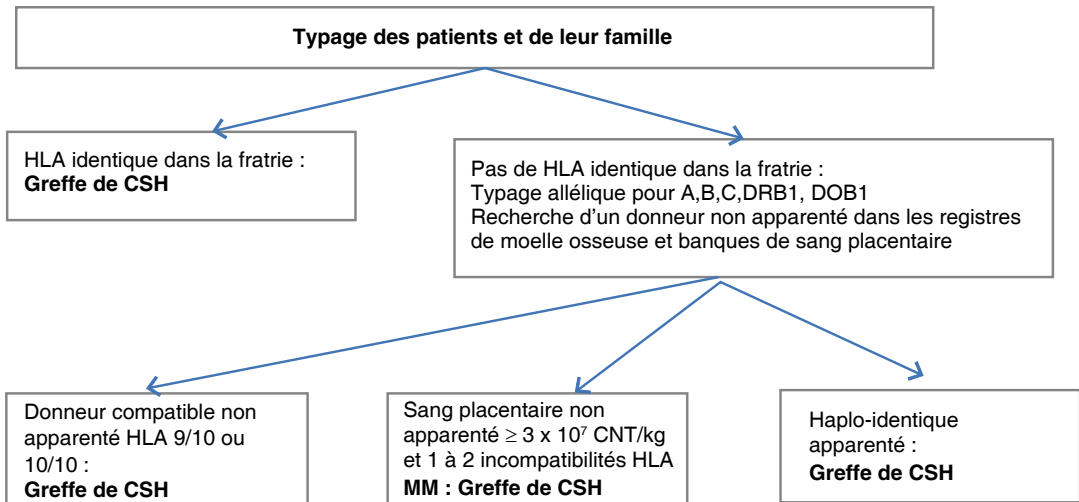 Typage des patients et de leur famille
HLA identique dans la fratrie :
Greffe de CSH
Pas de HLA identique dans la fratrie :
Typage allélique pour A,B,C,DRB1, DOB1
Recherche d'un donneur non apparenté dans les registres
de moelle osseuse et banques de sang placentaire
Donneur compatible non
apparenté HLA 9/10 ou
10/10 :
Greffe de CSH
Sang placentaire non
apparenté ≥ 3 x 10⁷ CNT/kg
et 1 à 2 incompatibilités HLA
MM : Greffe de CSH
Haplo-identique
apparenté :
Greffe de CSH